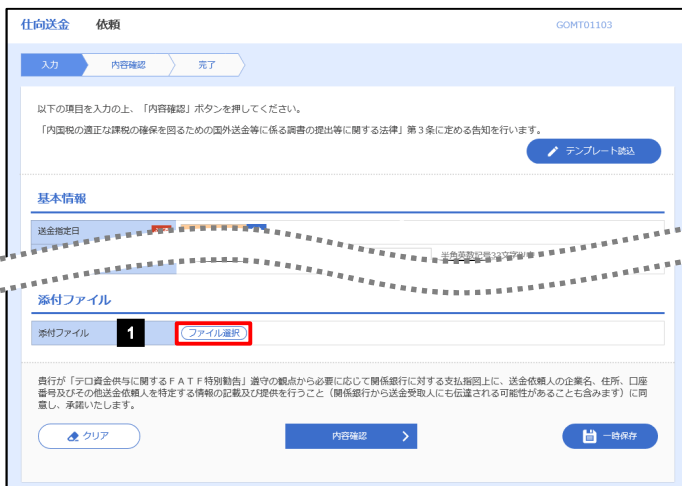 仕向送金 依頼 GOMT01103
入力 内容確認 完了
以下の項目を入力の上、「内容確認」ボタンを押してください。
「内国税の適正な課税の確保を図るための国外送金等に係る調書の提出等に関する法律」第3条に定める告知を行います。
テンプレート読込
基本情報
送金指定日
添付ファイル
添付ファイル 1 ファイル選択
貴行が「テロ資金供与に関するFATF特別勧告」遵守の観点から必要に応じて関係銀行に対する支払指図上に、送金依頼人の企業名、住所、口座
番号及びその他送金依頼人を特定する情報の記載及び提供を行うこと（関係銀行から送金受取人にも伝達される可能性があることも含みます）に同
意し、承諾いたします。
クリア 内容確認 一時保存